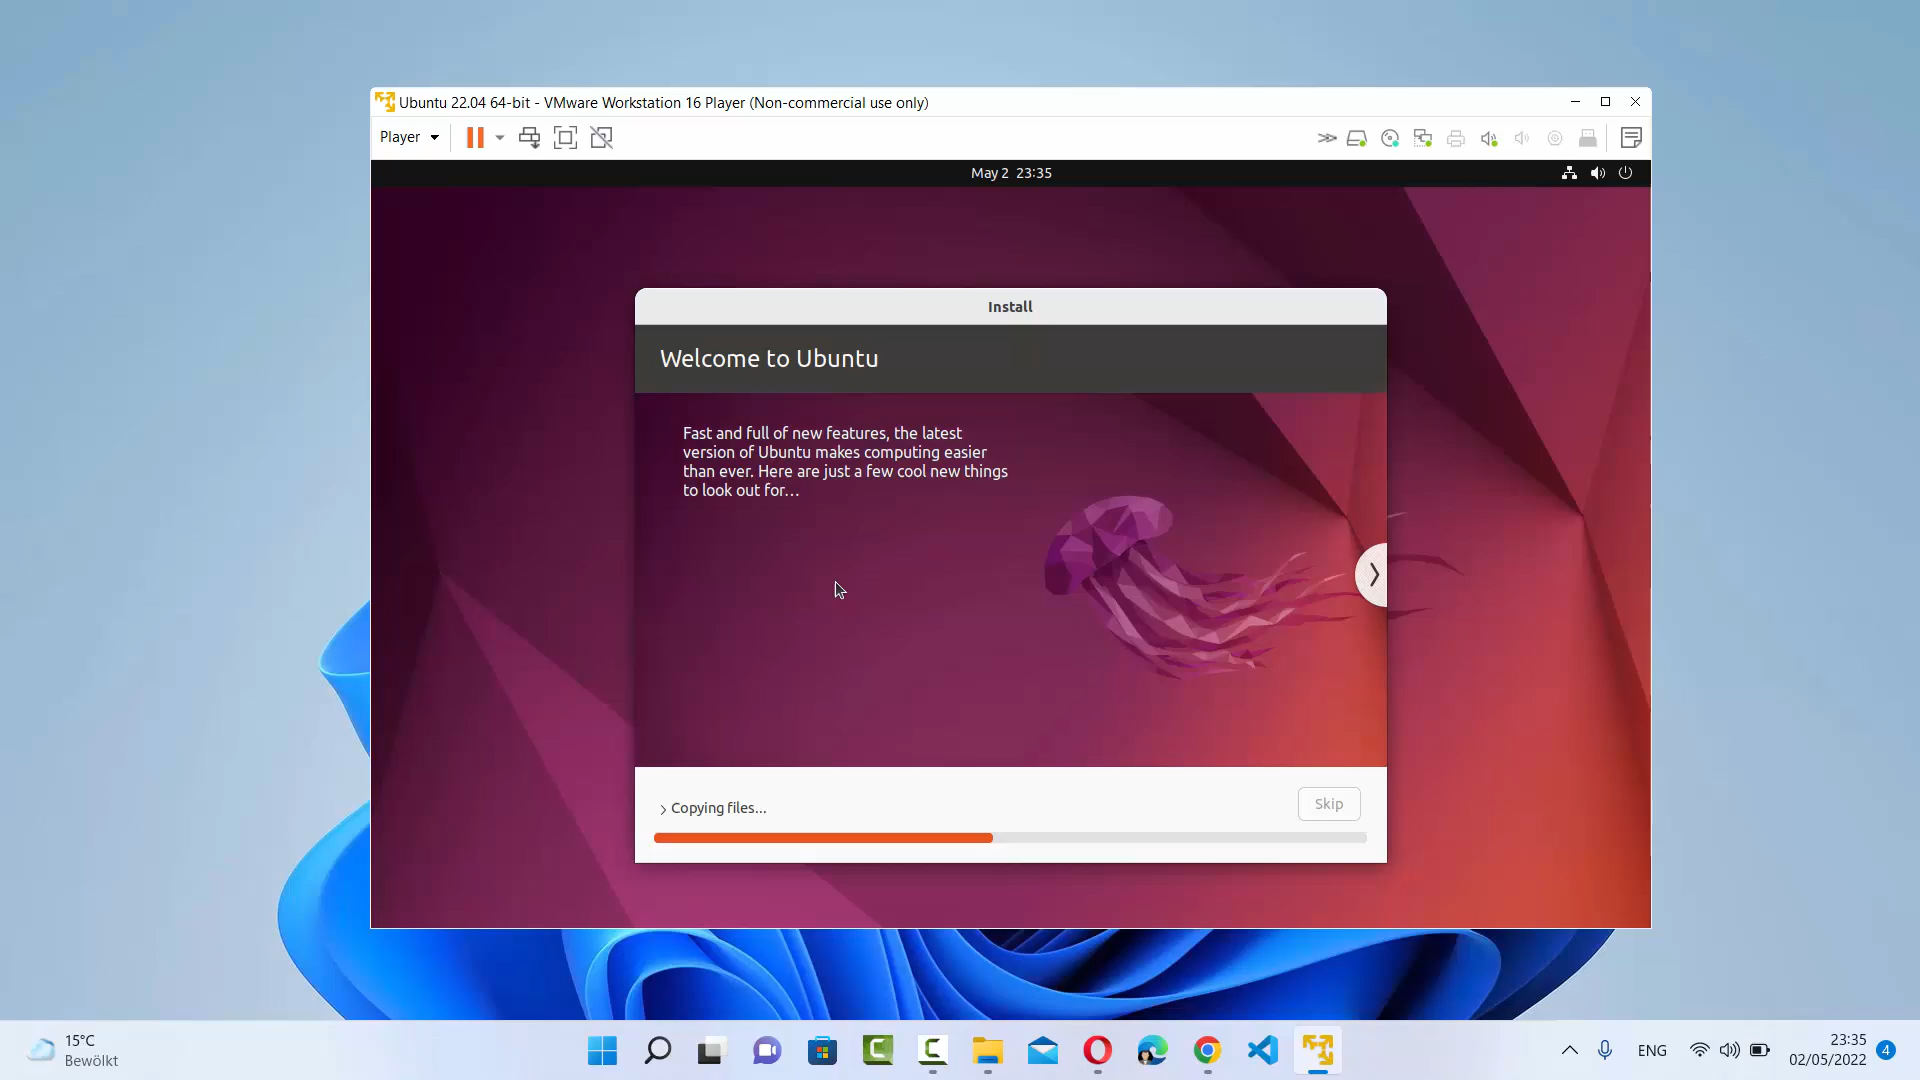 Ubuntu 22.04 64-bit - VMware Workstation 16 Player (Non-commercial use only)
Player
May 2 23:35
Install
Welcome to Ubuntu
Fast and full of new features, the latest
version of Ubuntu makes computing easier
than ever. Here are just a few cool new things
to look out for…
Copying files…
Skip
15°C
Bewölkt
ENG
23:35
02/05/2022
4